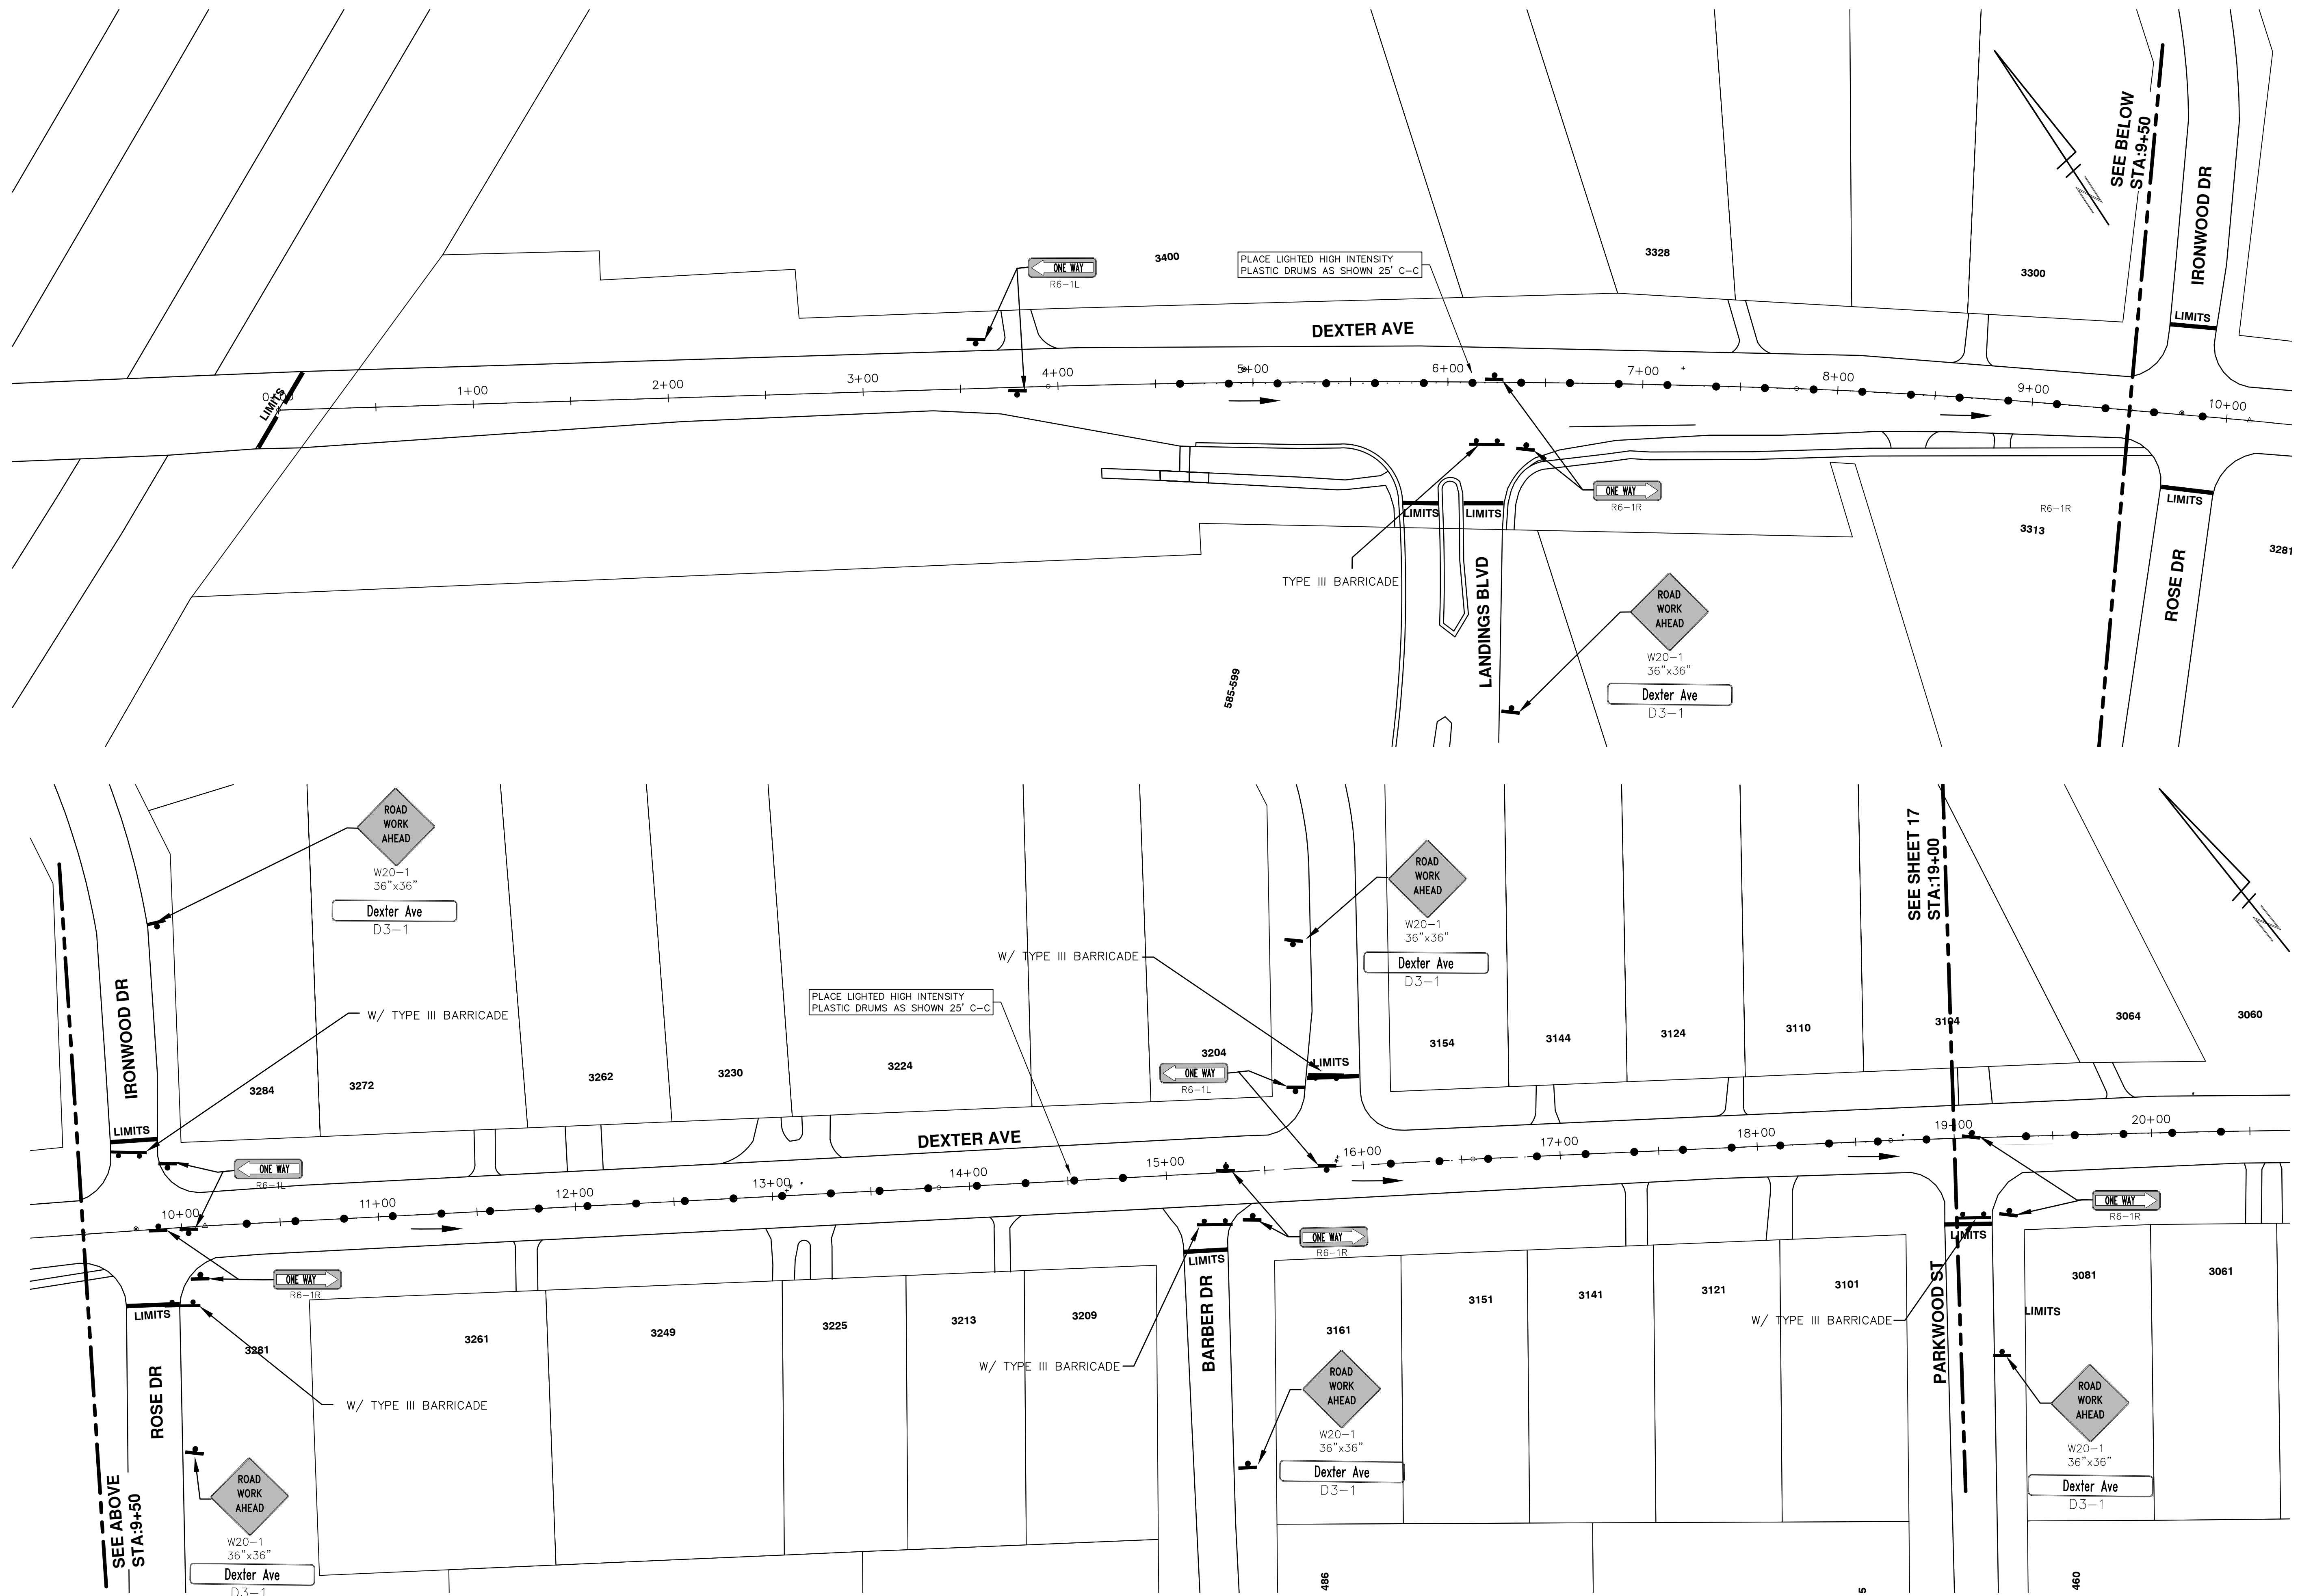 SEE BELOW
STA:9+50
IRONWOOD DR
LIMITS
3400
3328
3300
ONE WAY
R6-1L
PLACE LIGHTED HIGH INTENSITY
PLASTIC DRUMS AS SHOWN 25' C-C
DEXTER AVE
LIMITS
1+00
2+00
3+00
4+00
5+00
6+00
7+00
8+00
9+00
10+00
LIMITS
LIMITS
LIMITS
ONE WAY
R6-1R
R6-1R
3313
3281
TYPE III BARRICADE
LANDINGS BLVD
ROSE DR
585-599
ROAD
WORK
AHEAD
W20-1
36"x36"
Dexter Ave
D3-1
ROAD
WORK
AHEAD
W20-1
36"x36"
Dexter Ave
D3-1
IRONWOOD DR
W/ TYPE III BARRICADE
LIMITS
3284
3272
3262
3230
3224
3204
PLACE LIGHTED HIGH INTENSITY
PLASTIC DRUMS AS SHOWN 25' C-C
W/ TYPE III BARRICADE
ROAD
WORK
AHEAD
W20-1
36"x36"
Dexter Ave
D3-1
SEE SHEET 17
STA:19+00
LIMITS
3154
3144
3124
3110
3104
3064
3060
ONE WAY
R6-1L
ONE WAY
R6-1L
DEXTER AVE
10+00
11+00
12+00
13+00
14+00
15+00
16+00
17+00
18+00
19+00
20+00
ONE WAY
R6-1R
ONE WAY
R6-1R
ONE WAY
R6-1R
LIMITS
LIMITS
LIMITS
LIMITS
3281
3261
3249
3225
3213
3209
3161
3151
3141
3121
3101
3081
3061
ROSE DR
BARBER DR
PARKWOOD ST
W/ TYPE III BARRICADE
W/ TYPE III BARRICADE
W/ TYPE III BARRICADE
SEE ABOVE
STA:9+50
ROAD
WORK
AHEAD
W20-1
36"x36"
Dexter Ave
D3-1
ROAD
WORK
AHEAD
W20-1
36"x36"
Dexter Ave
D3-1
ROAD
WORK
AHEAD
W20-1
36"x36"
Dexter Ave
D3-1
486
460